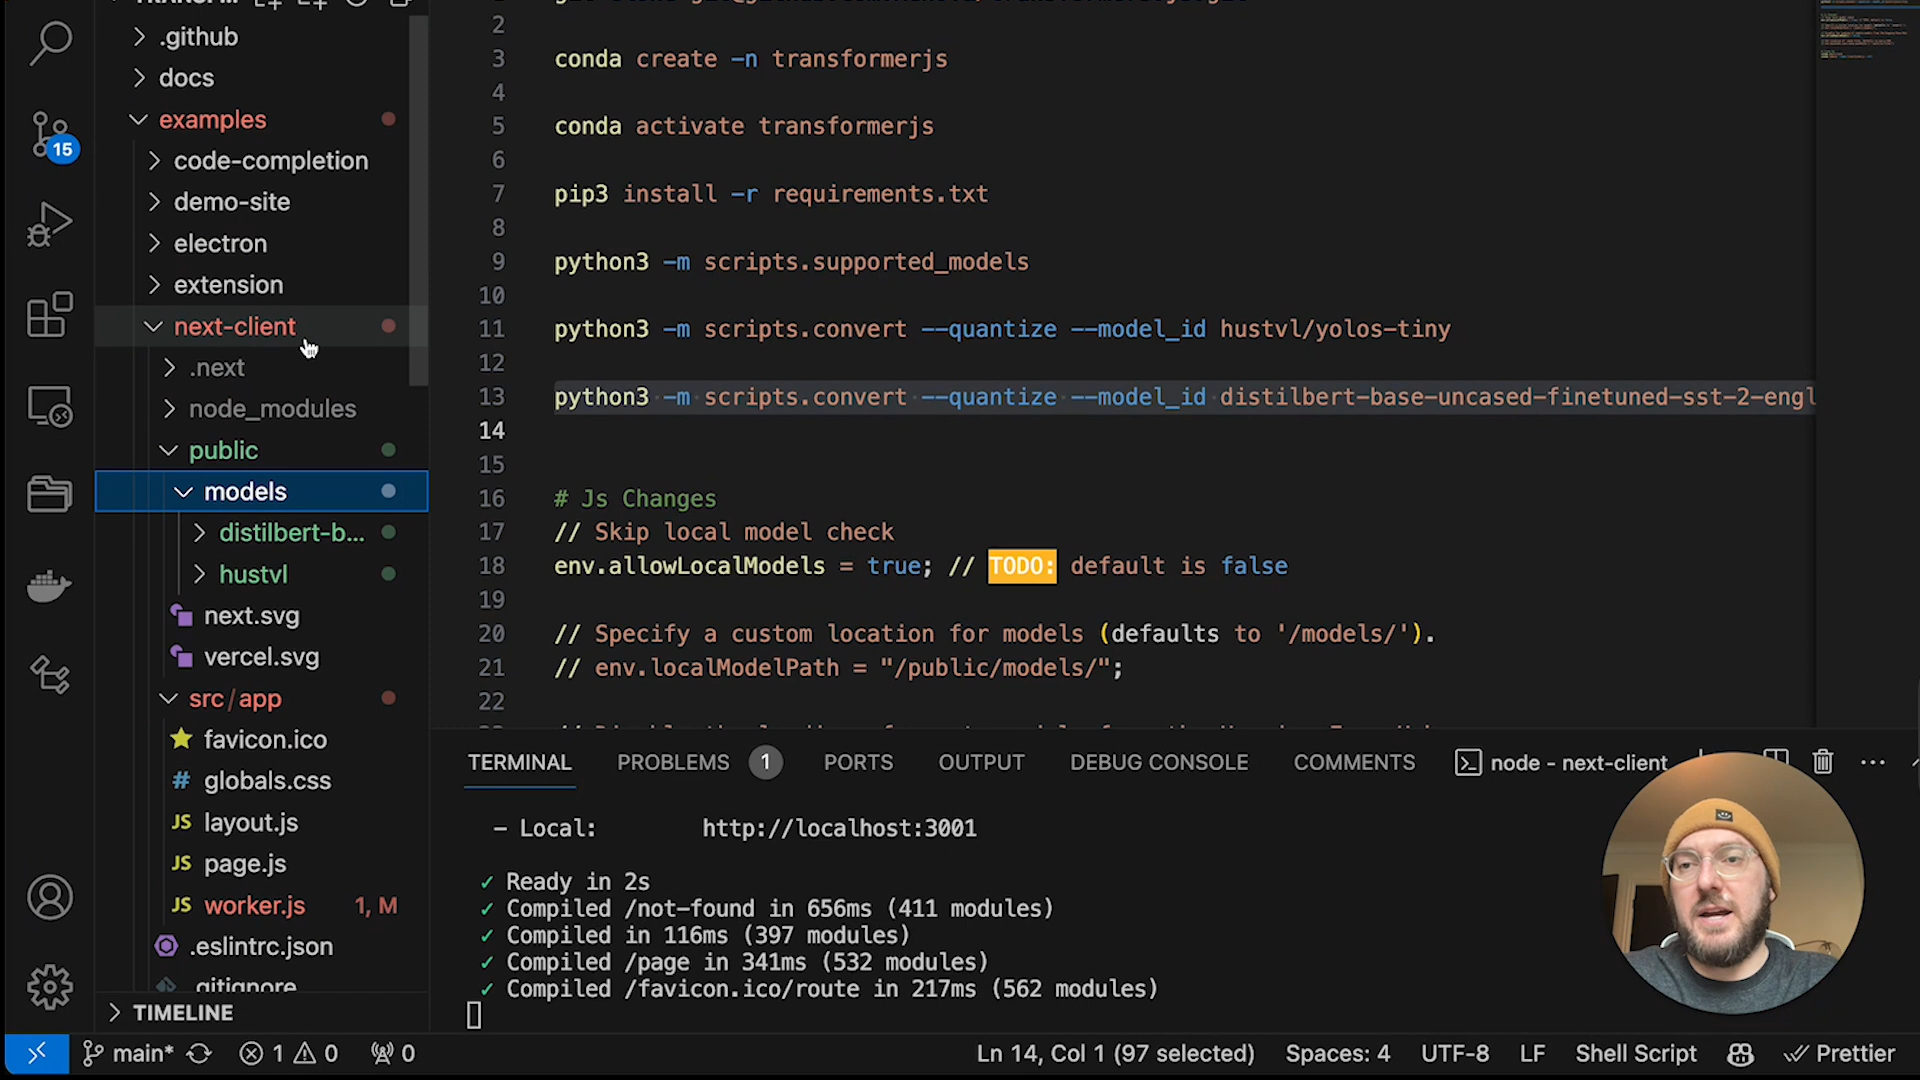 .github
docs
examples
code-completion
demo-site
electron
extension
next-client
.next
node_modules
public
models
distilbert-b...
hustvl
next.svg
vercel.svg
src/app
favicon.ico
globals.css
layout.js
page.js
worker.js 1, M
.eslintrc.json
.gitignore
TIMELINE
15
2
3 conda create -n transformerjs
4
5 conda activate transformerjs
6
7 pip3 install -r requirements.txt
8
9 python3 -m scripts.supported_models
10
11 python3 -m scripts.convert --quantize --model_id hustvl/yolos-tiny
12
13 python3 -m scripts.convert --quantize --model_id distilbert-base-uncased-finetuned-sst-2-engl
14
15
16 # Js Changes
17 // Skip local model check
18 env.allowLocalModels = true; // TODO: default is false
19
20 // Specify a custom location for models (defaults to '/models/').
21 // env.localModelPath = "/public/models/";
22
TERMINAL PROBLEMS 1 PORTS OUTPUT DEBUG CONSOLE COMMENTS node - next-client
- Local: http://localhost:3001
✓ Ready in 2s
✓ Compiled /not-found in 656ms (411 modules)
✓ Compiled in 116ms (397 modules)
✓ Compiled /page in 341ms (532 modules)
✓ Compiled /favicon.ico/route in 217ms (562 modules)
main* 1 0 0 Ln 14, Col 1 (97 selected) Spaces: 4 UTF-8 LF Shell Script Prettier